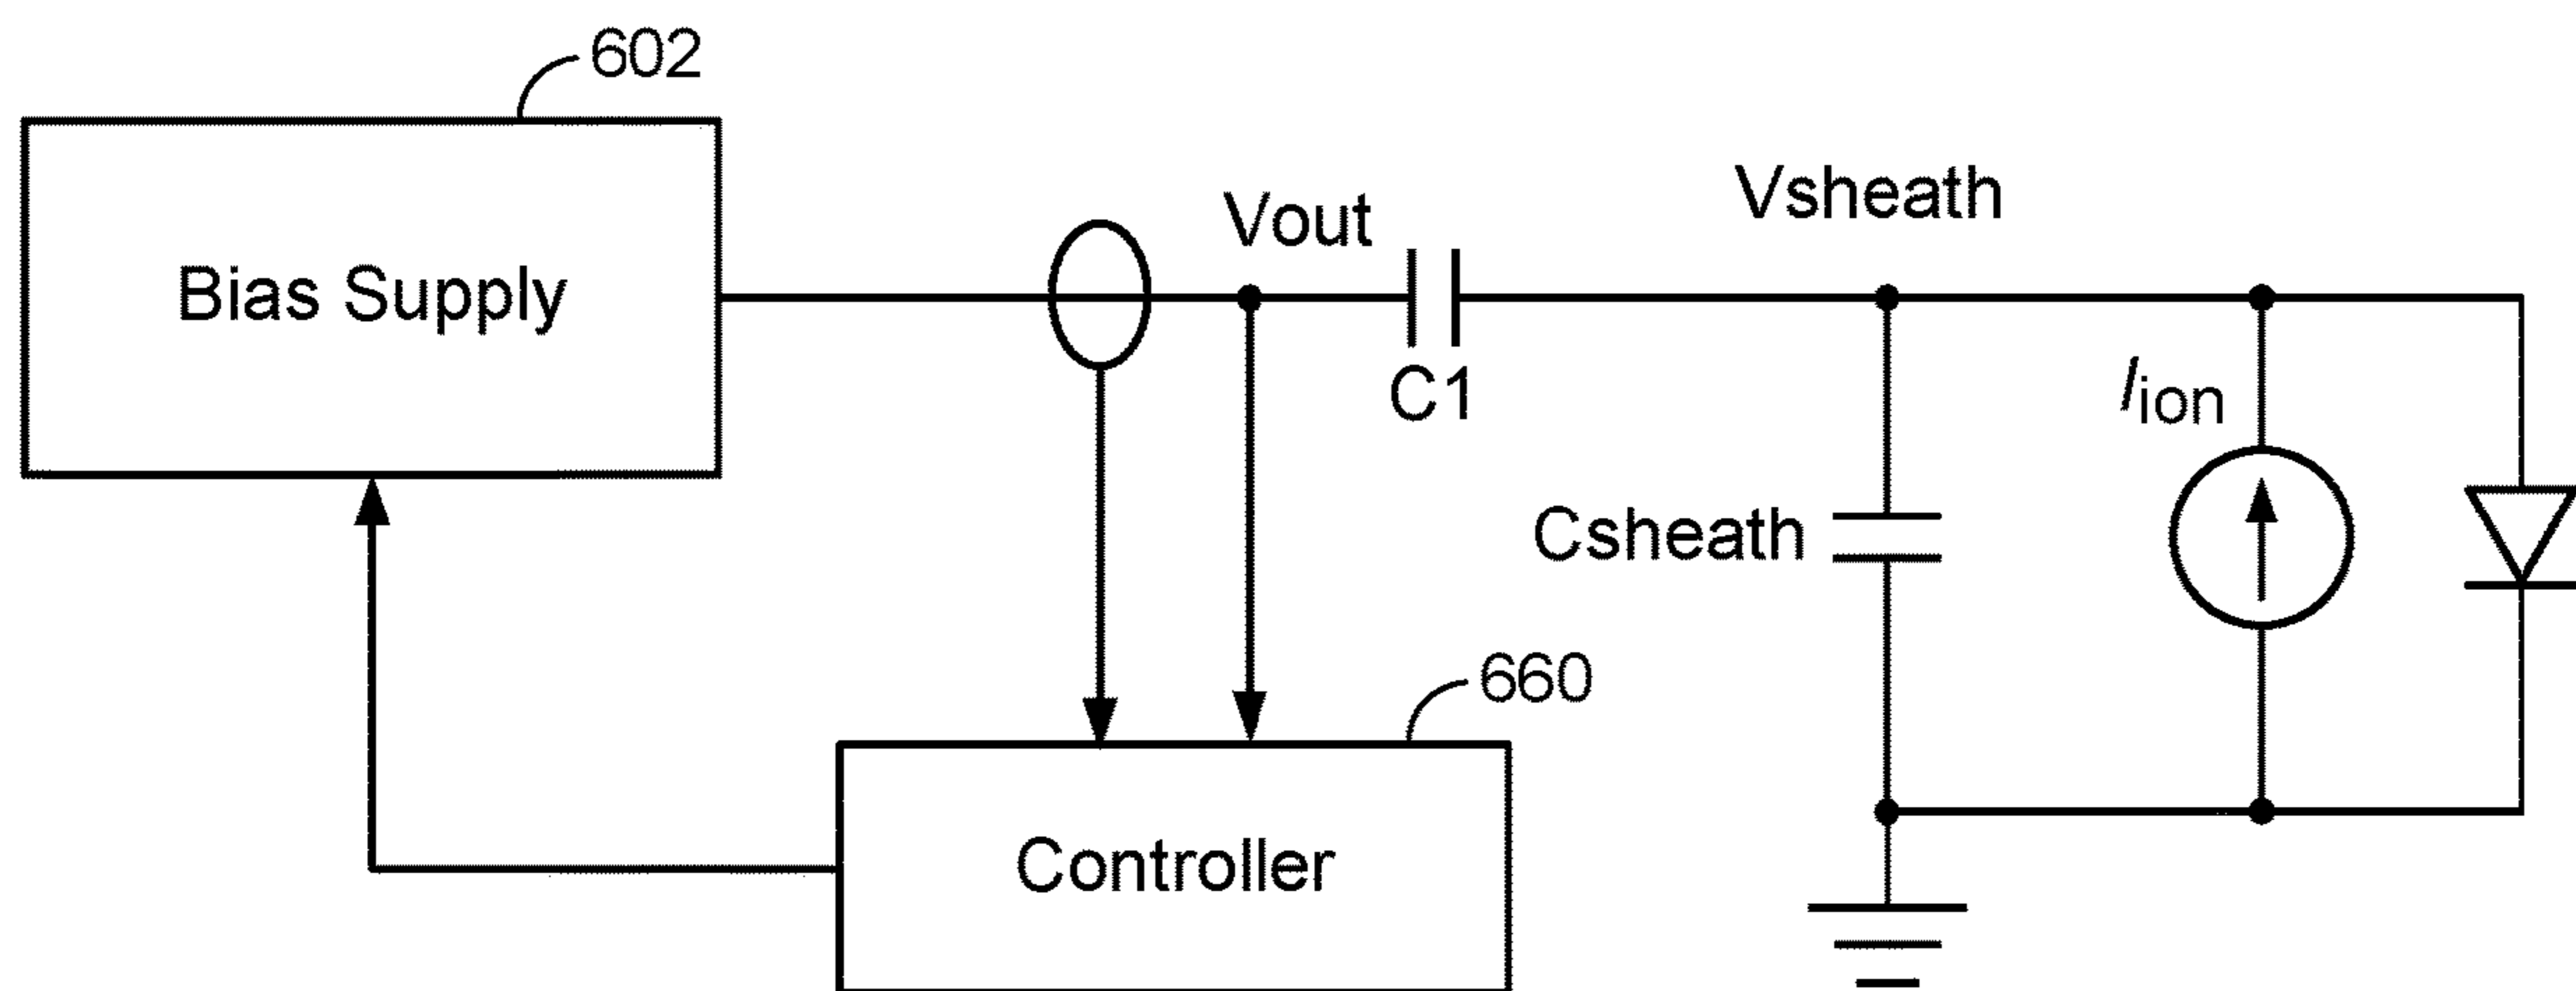 602
Bias Supply
Vout
Vsheath
C1
Iion
Csheath
660
Controller